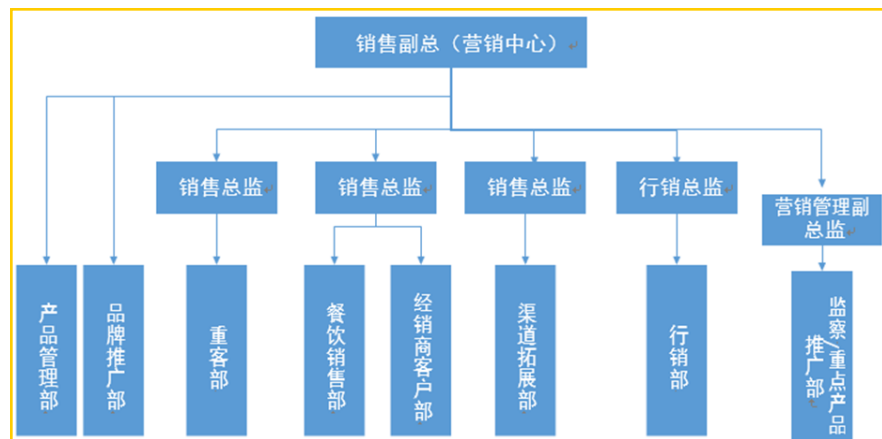 销售副总（营销中心）
销售总监
销售总监
销售总监
行销总监
营销管理副
总监
产品管理部
品牌推广部
重客部
餐饮销售部
经销商客户部
渠道拓展部
行销部
监察/重点产品
推广部